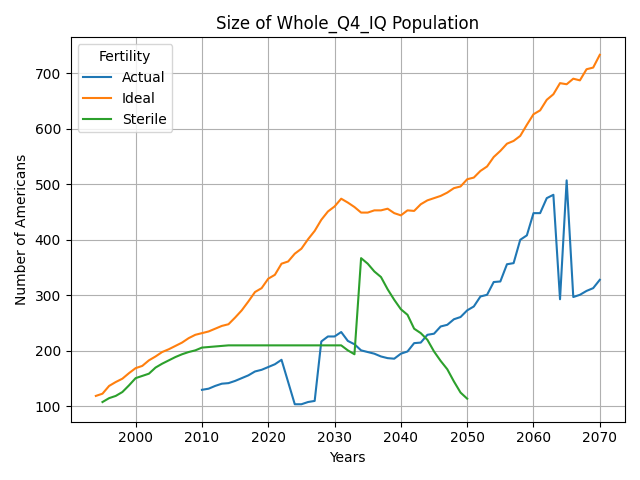 Size of Whole_Q4_IQ Population
Fertility
Actual
Ideal
Sterile
Number of Americans
700
600
500
400
300
200
100
2000 2010 2020 2030 2040 2050 2060 2070
Years